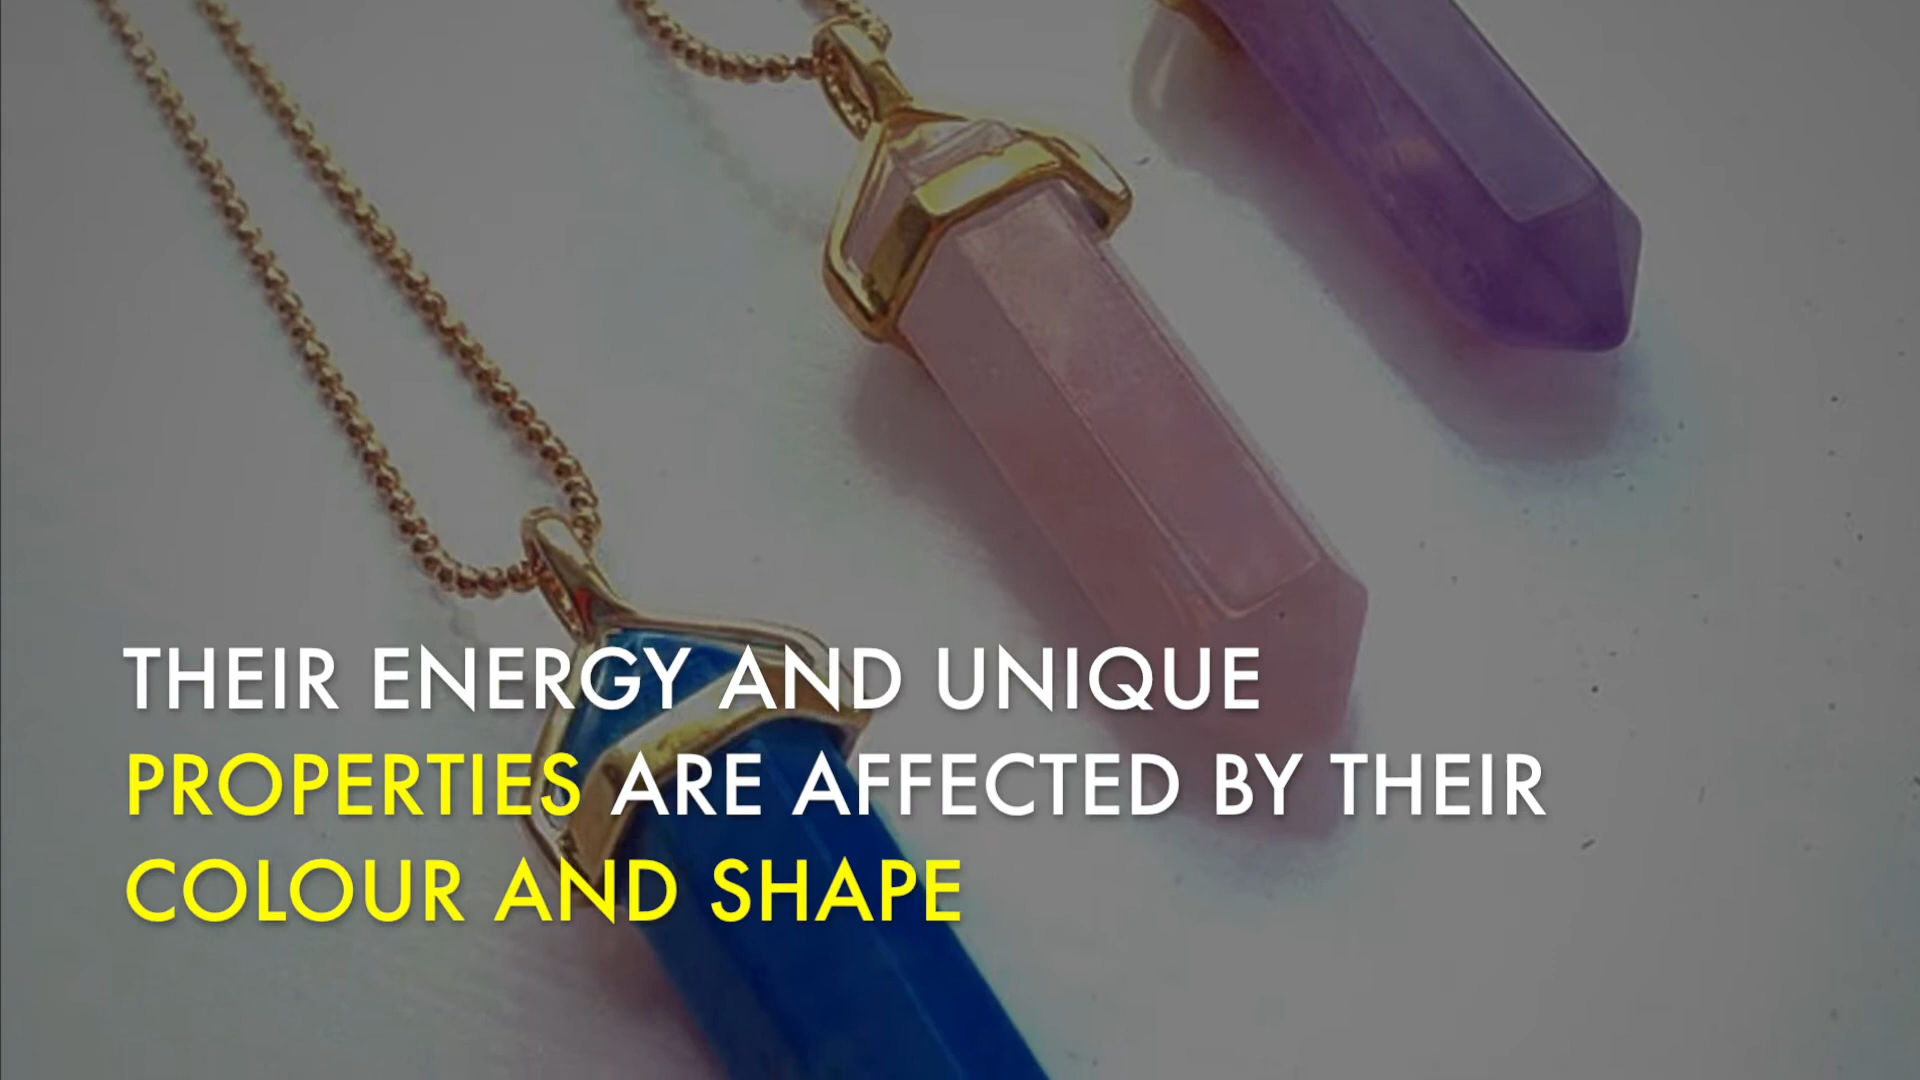 THEIR ENERGY AND UNIQUE
PROPERTIES ARE AFFECTED BY THEIR
COLOUR AND SHAPE